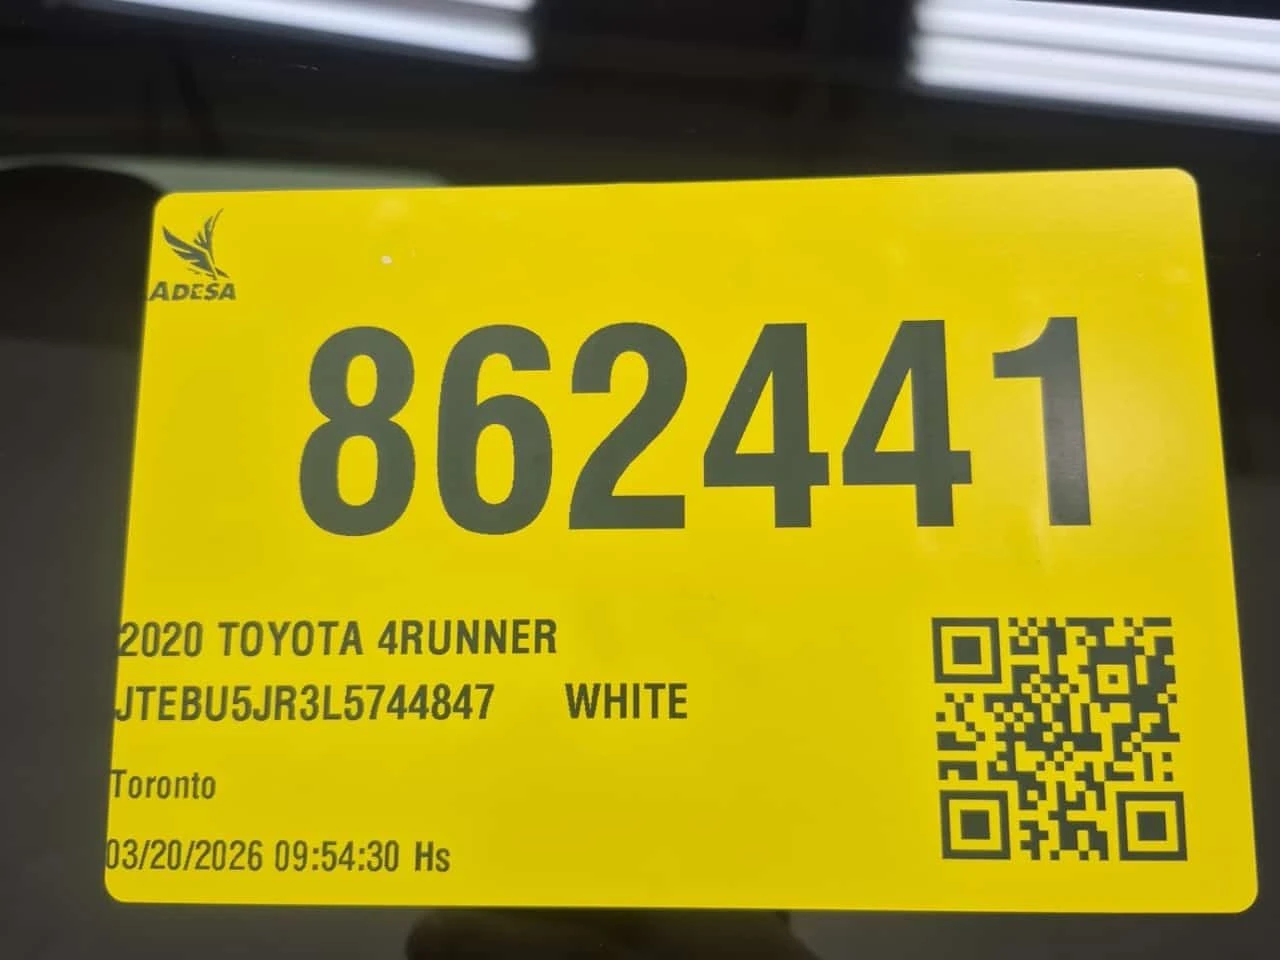 ADESA
862441
2020 TOYOTA 4RUNNER
JTEBU5JR3L5744847 WHITE
Toronto
03/20/2026 09:54:30 Hs